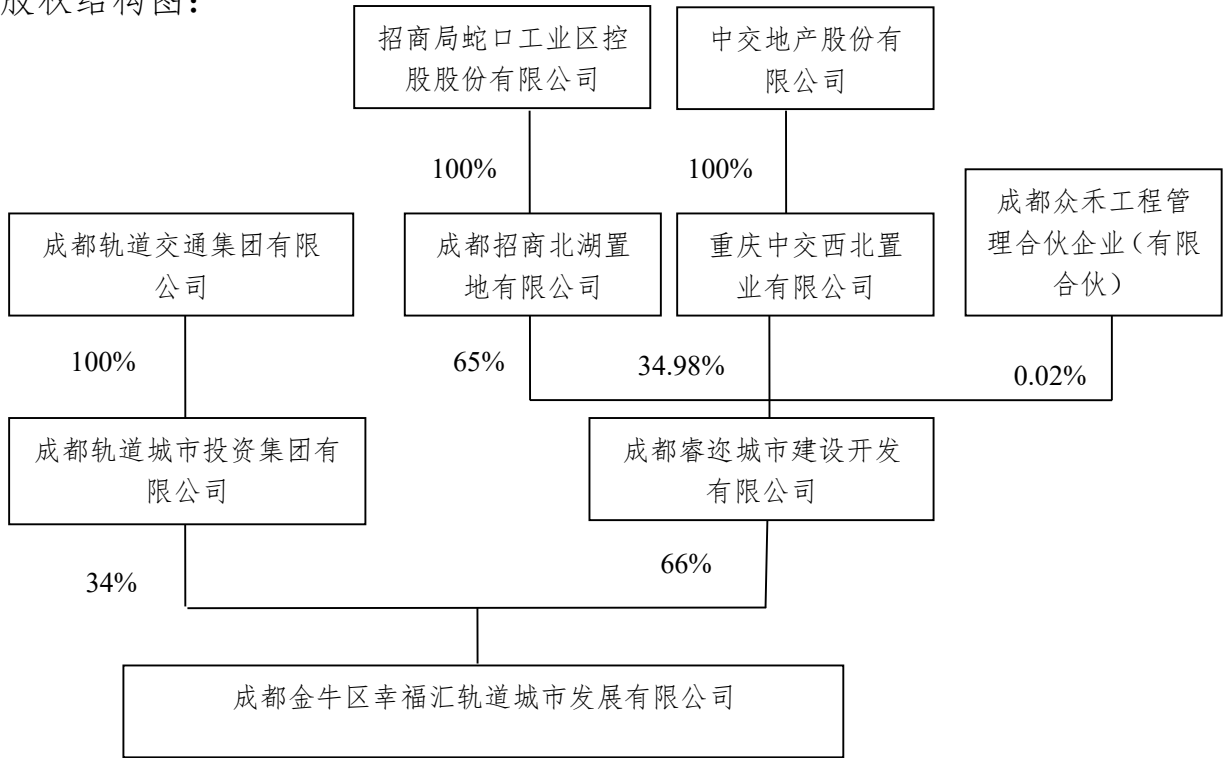 股权结构图：
招商局蛇口工业区控
股股份有限公司
中交地产股份有
限公司
100%
100%
成都轨道交通集团有限
公司
成都招商北湖置
地有限公司
重庆中交西北置
业有限公司
成都众禾工程管
理合伙企业（有限
合伙）
100%
65%
34.98%
0.02%
成都轨道城市投资集团有
限公司
成都睿迩城市建设开发
有限公司
34%
66%
成都金牛区幸福汇轨道城市发展有限公司